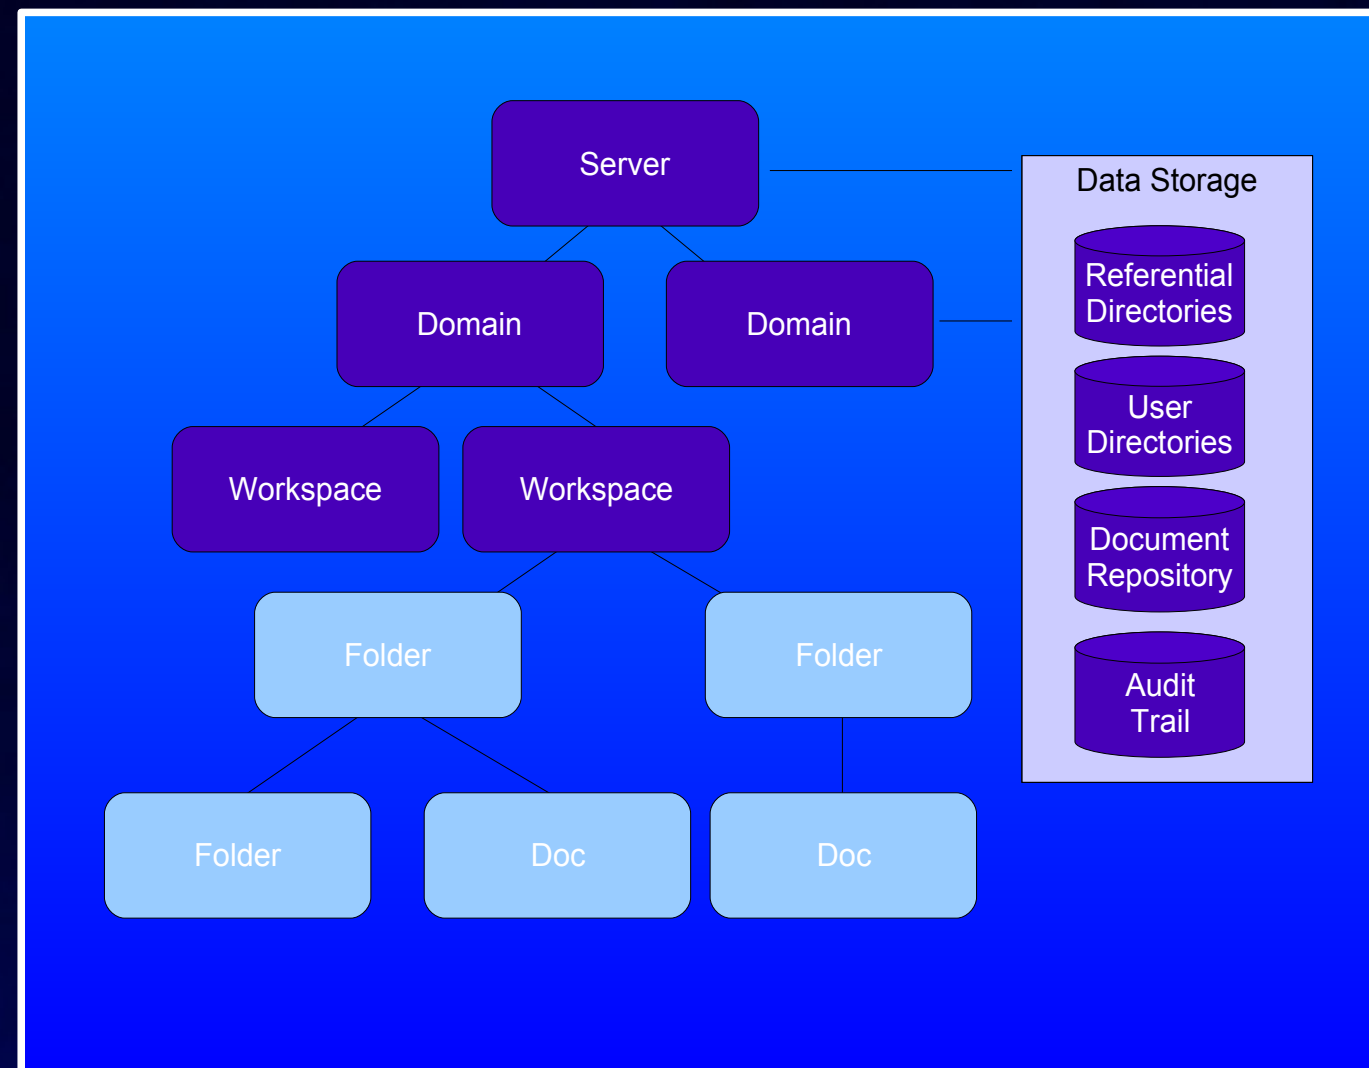 Server
Data Storage
Referential
Directories
Domain
Domain
User
Directories
Workspace
Workspace
Document
Repository
Folder
Folder
Audit
Trail
Folder
Doc
Doc